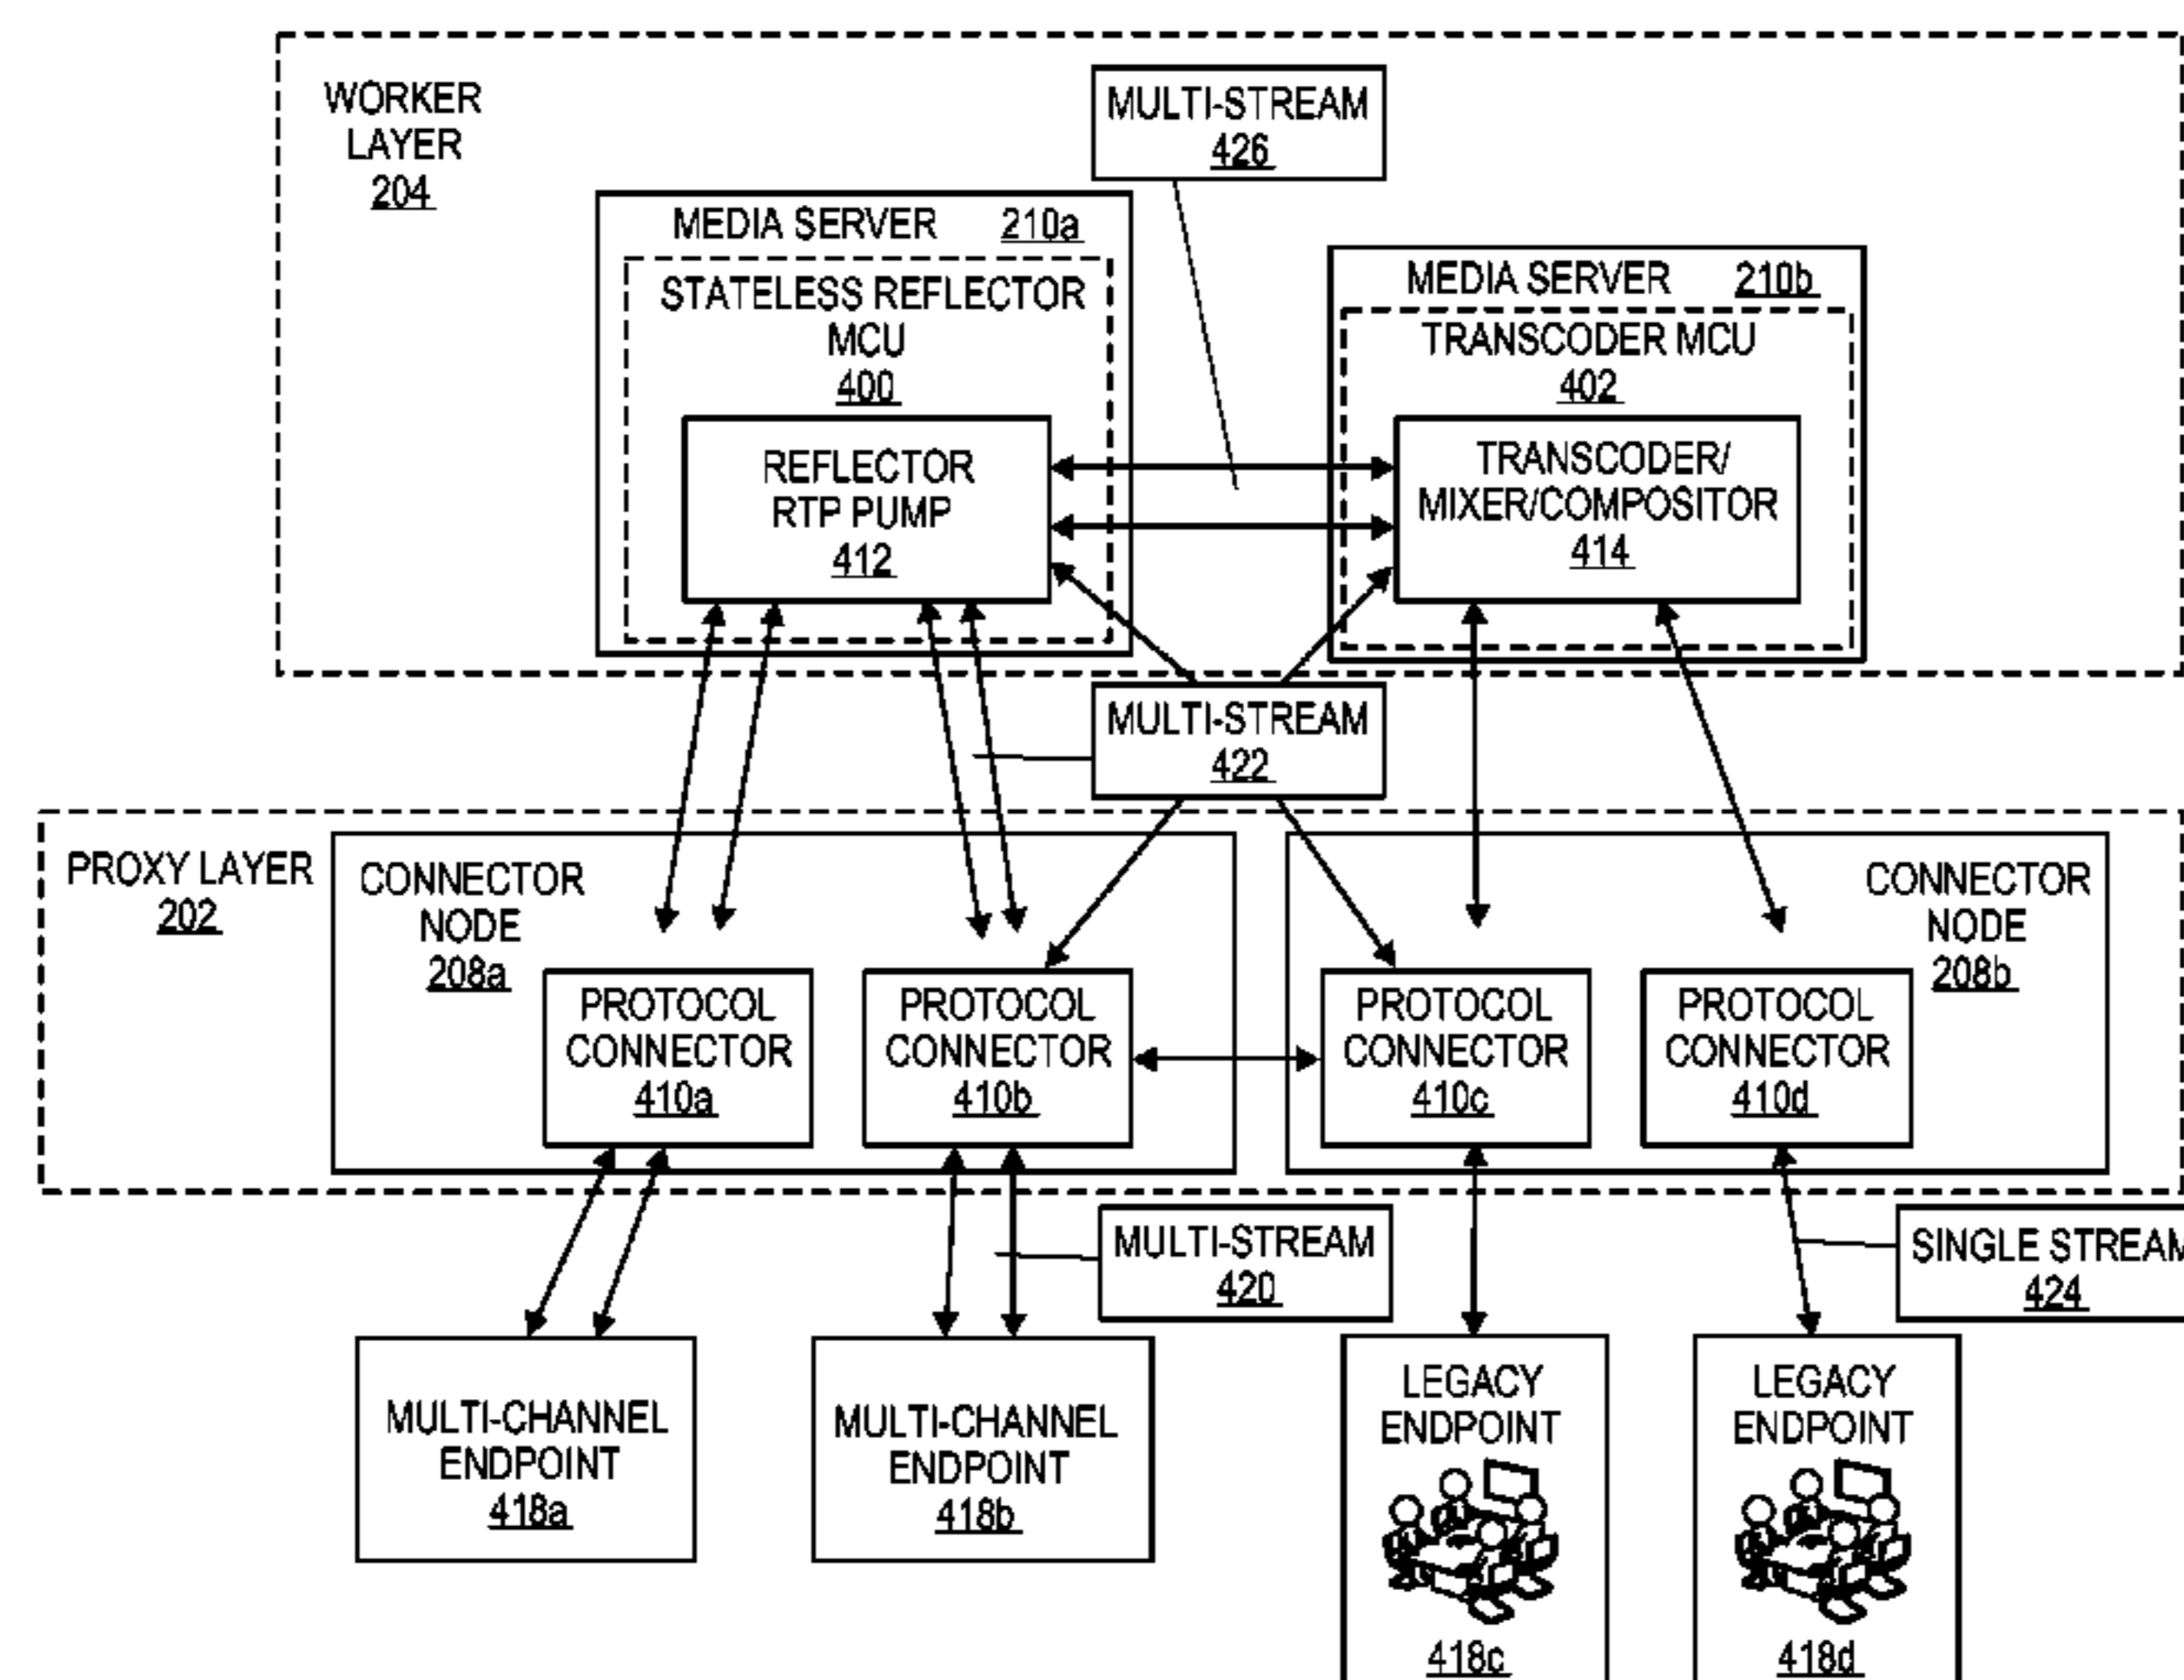 WORKER
LAYER
204
MULTI-STREAM
426
MEDIA SERVER 210a
STATELESS REFLECTOR
MCU
400
REFLECTOR
RTP PUMP
412
MEDIA SERVER 210b
TRANSCODER MCU
402
TRANSCODER/
MIXER/COMPOSITOR
414
MULTI-STREAM
422
PROXY LAYER
202
CONNECTOR
NODE
208a
PROTOCOL
CONNECTOR
410a
PROTOCOL
CONNECTOR
410b
PROTOCOL
CONNECTOR
410c
PROTOCOL
CONNECTOR
410d
CONNECTOR
NODE
208b
MULTI-STREAM
420
SINGLE STREAM
424
MULTI-CHANNEL
ENDPOINT
418a
MULTI-CHANNEL
ENDPOINT
418b
LEGACY
ENDPOINT
418c
LEGACY
ENDPOINT
418d